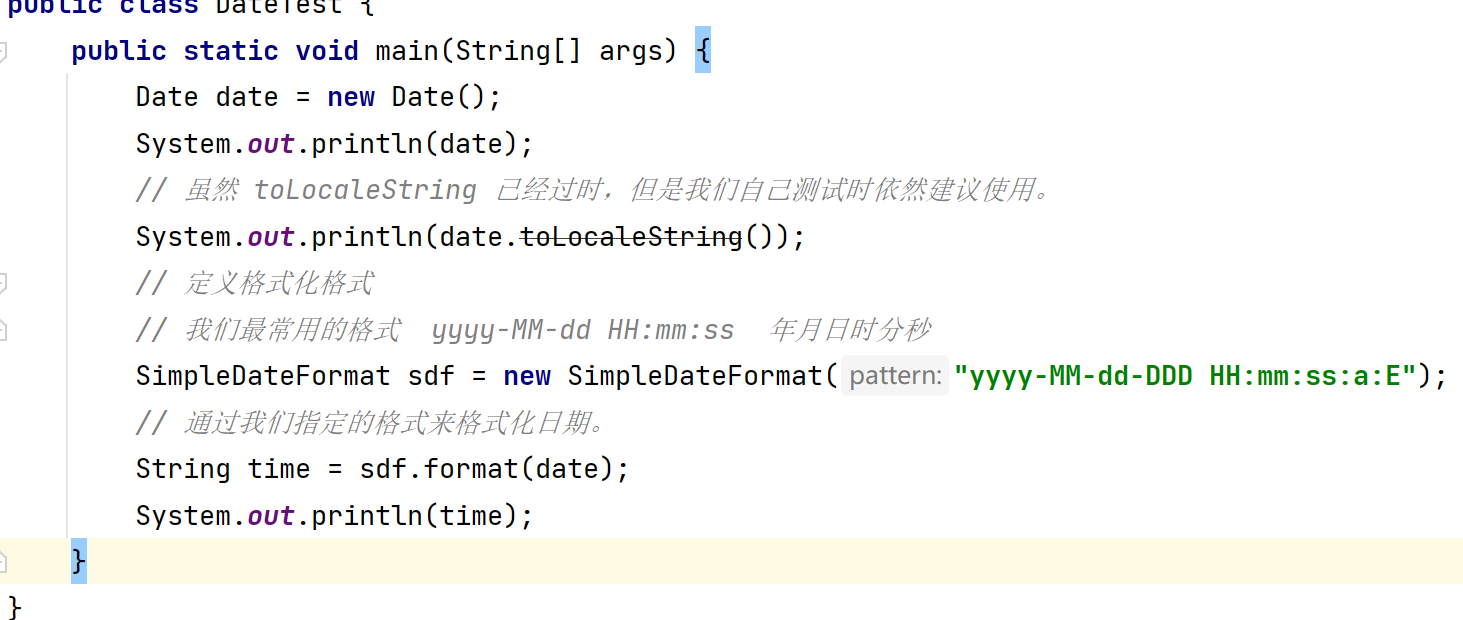 public class DateTest {
    public static void main(String[] args) {
        Date date = new Date();
        System.out.println(date);
        // 虽然 toLocaleString 已经过时，但是我们自己测试时依然建议使用。
        System.out.println(date.toLocaleString());
        // 定义格式化格式
        // 我们最常用的格式  yyyy-MM-dd HH:mm:ss  年月日时分秒
        SimpleDateFormat sdf = new SimpleDateFormat( pattern: "yyyy-MM-dd-DDD HH:mm:ss:a:E");
        // 通过我们指定的格式来格式化日期。
        String time = sdf.format(date);
        System.out.println(time);
    }
}